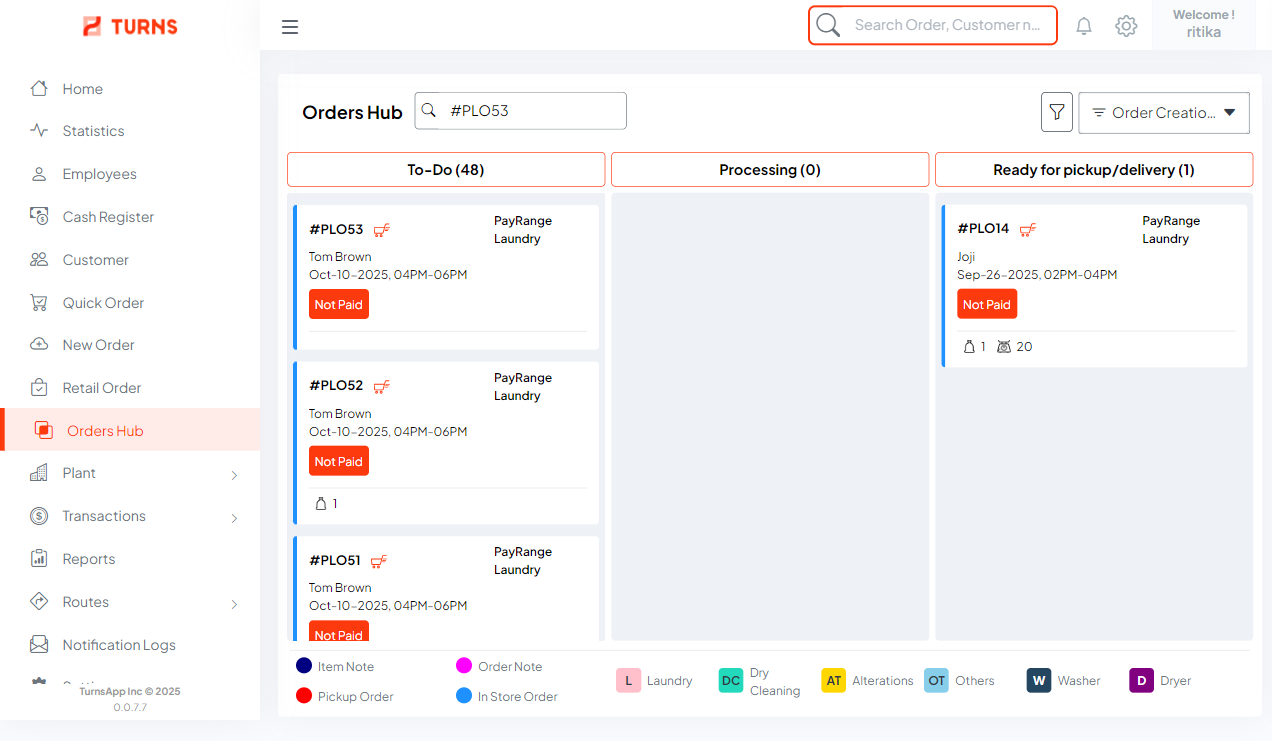 TURNS
Search Order, Customer n...
Welcome !
ritika
Home
Statistics
Employees
Cash Register
Customer
Quick Order
New Order
Retail Order
Orders Hub
Plant
Transactions
Reports
Routes
Notification Logs
TurnsApp Inc © 2025
0.0.7.7
Orders Hub
#PLO53
Order Creatio...
To-Do (48)
Processing (0)
Ready for pickup/delivery (1)
#PLO53
PayRange
Laundry
Tom Brown
Oct-10-2025, 04PM-06PM
Not Paid
#PLO52
PayRange
Laundry
Tom Brown
Oct-10-2025, 04PM-06PM
Not Paid
1
#PLO51
PayRange
Laundry
Tom Brown
Oct-10-2025, 04PM-06PM
Not Paid
#PLO14
PayRange
Laundry
Joji
Sep-26-2025, 02PM-04PM
Not Paid
1 20
Item Note
Order Note
Pickup Order
In Store Order
L Laundry
DC Dry
Cleaning
AT Alterations
OT Others
W Washer
D Dryer